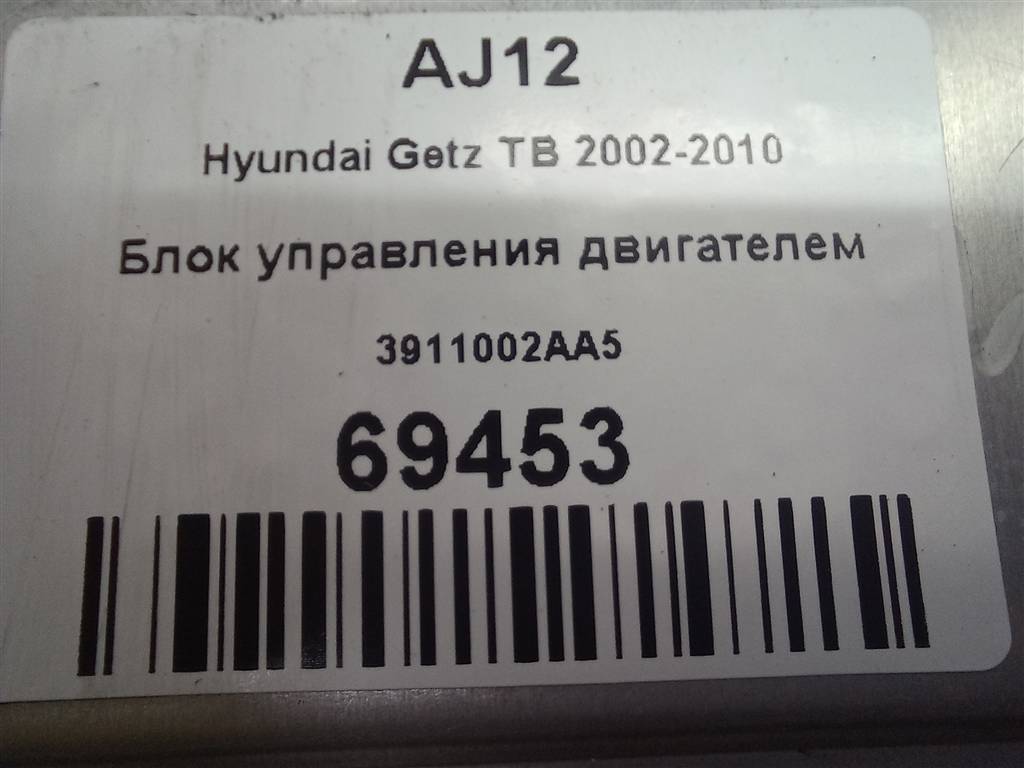 AJ12
Hyundai Getz TB 2002-2010
Блок управления двигателем
3911002AA5
69453